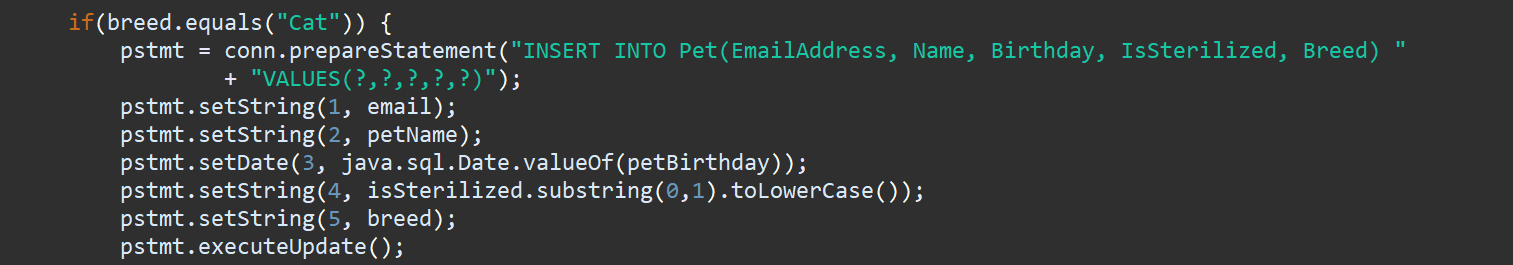 if(breed.equals("Cat")) {
pstmt = conn.prepareStatement("INSERT INTO Pet(EmailAddress, Name, Birthday, IsSterilized, Breed) "
+ "VALUES(?,?,?,?,?)");
pstmt.setString(1, email);
pstmt.setString(2, petName);
pstmt.setDate(3, java.sql.Date.valueOf(petBirthday));
pstmt.setString(4, isSterilized.substring(0,1).toLowerCase());
pstmt.setString(5, breed);
pstmt.executeUpdate();